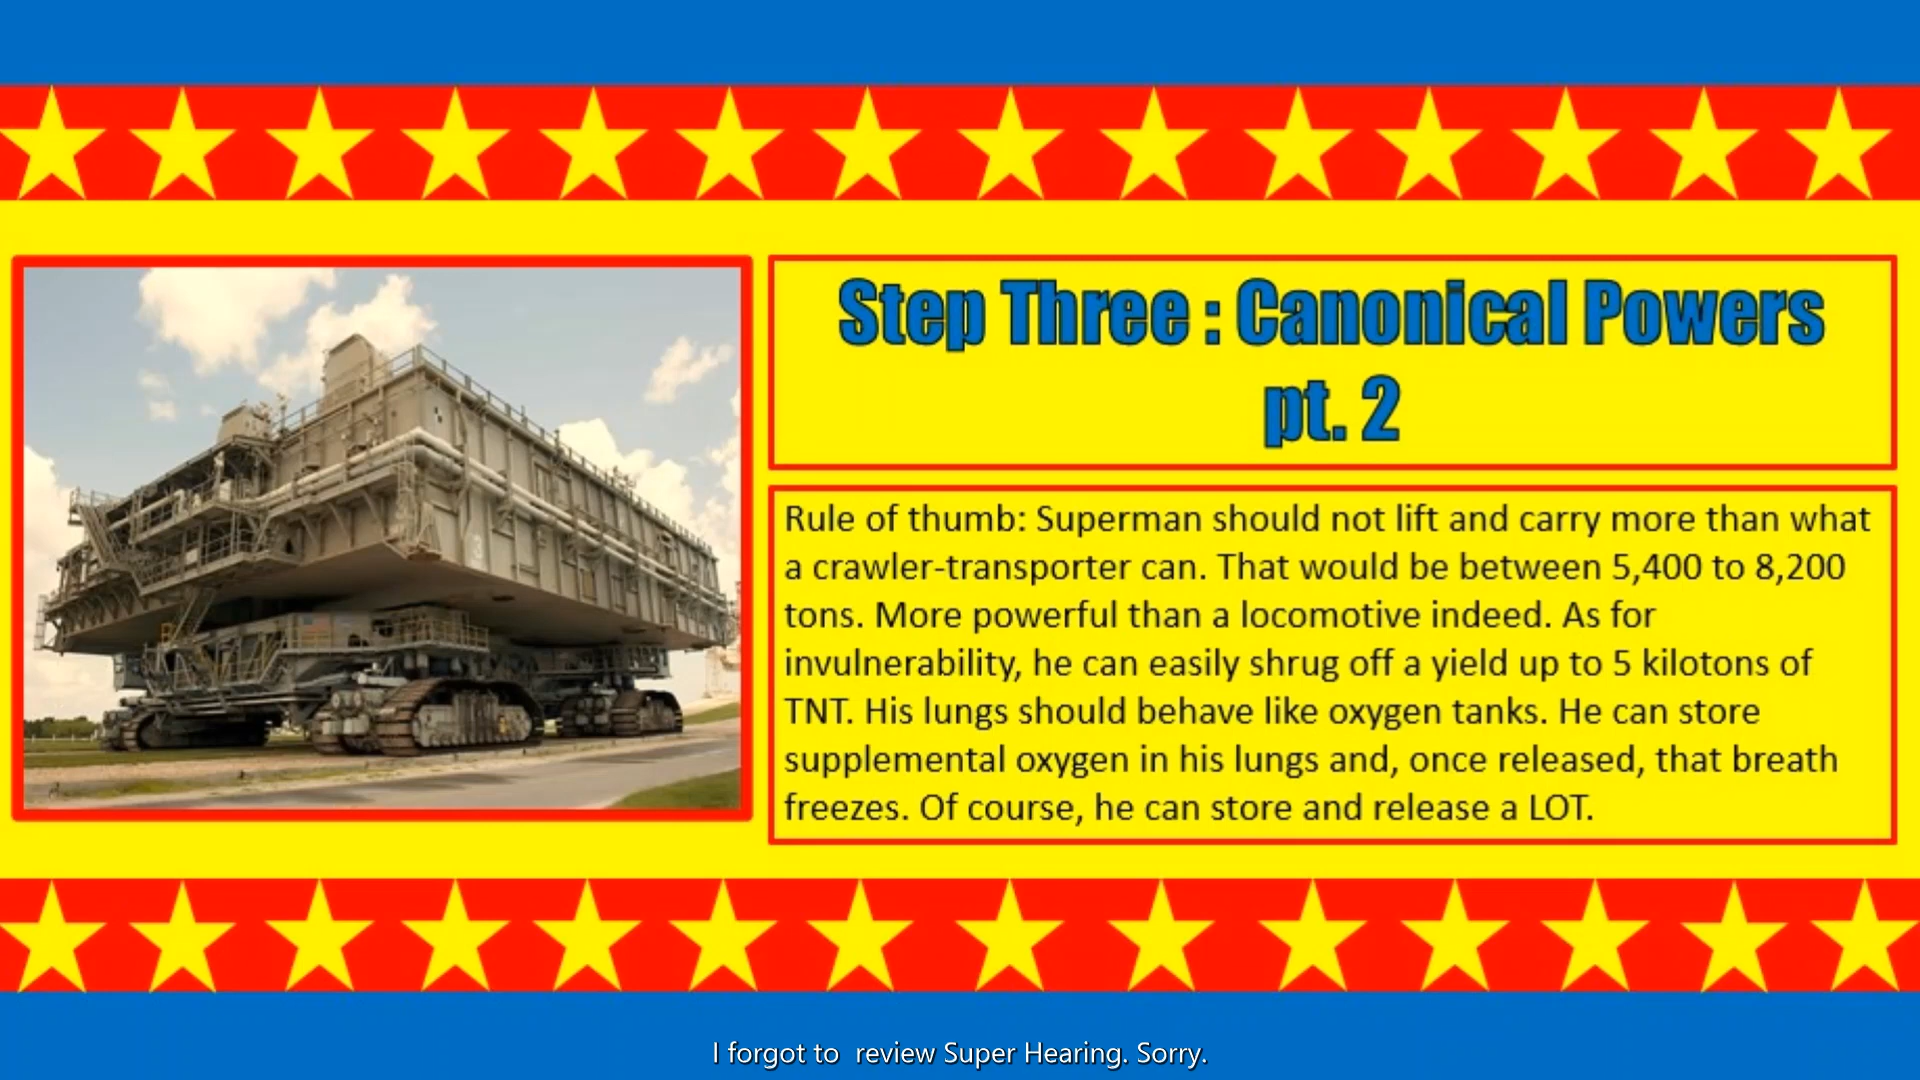 Step Three : Canonical Powers
pt. 2
Rule of thumb: Superman should not lift and carry more than what
a crawler-transporter can. That would be between 5,400 to 8,200
tons. More powerful than a locomotive indeed. As for
invulnerability, he can easily shrug off a yield up to 5 kilotons of
TNT. His lungs should behave like oxygen tanks. He can store
supplemental oxygen in his lungs and, once released, that breath
freezes. Of course, he can store and release a LOT.
3
I forgot to  review Super Hearing. Sorry.